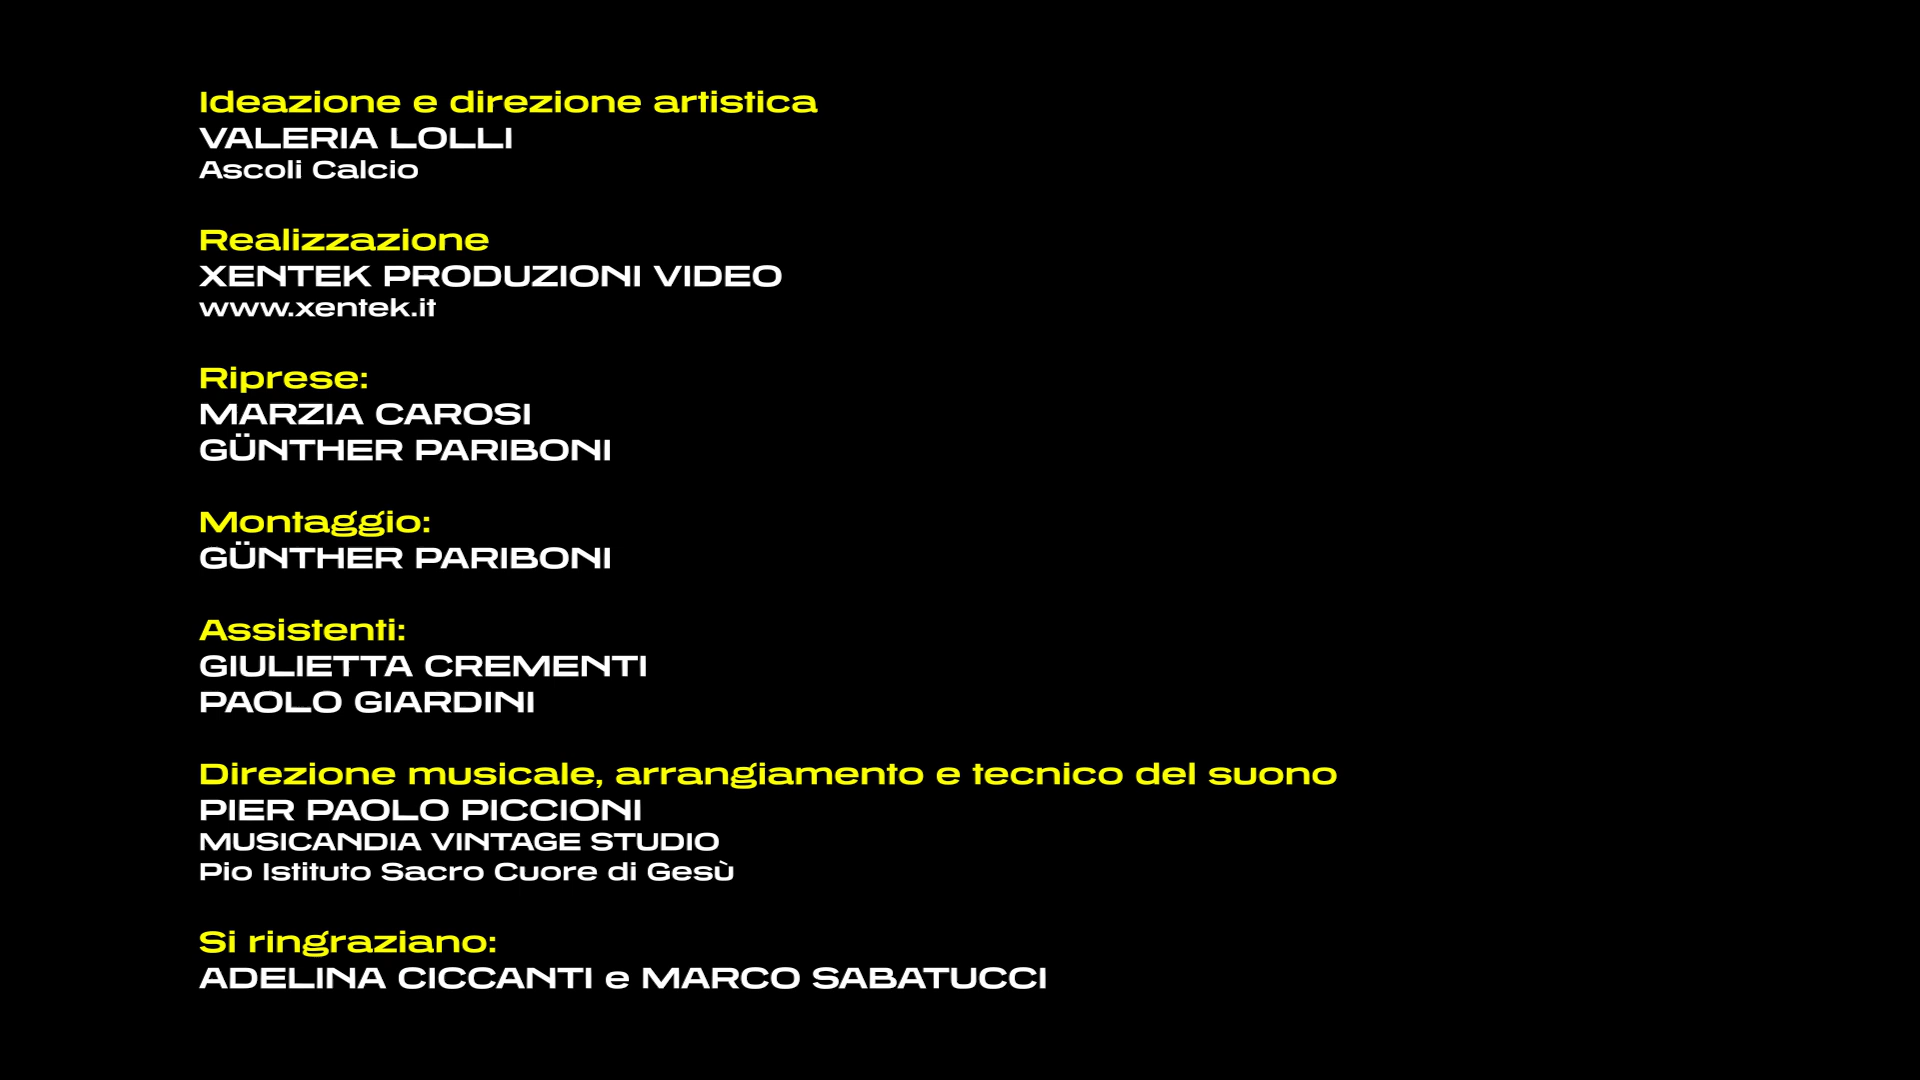 Ideazione e direzione artistica
VALERIA LOLLI
Ascoli Calcio
Realizzazione
XENTEK PRODUZIONI VIDEO
www.xentek.it
Riprese:
MARZIA CAROSI
GÜNTHER PARIBONI
Montaggio:
GÜNTHER PARIBONI
Assistenti:
GIULIETTA CREMENTI
PAOLO GIARDINI
Direzione musicale, arrangiamento e tecnico del suono
PIER PAOLO PICCIONI
MUSICANDIA VINTAGE STUDIO
Pio Istituto Sacro Cuore di Gesù
Si ringraziano:
ADELINA CICCANTI e MARCO SABATUCCI